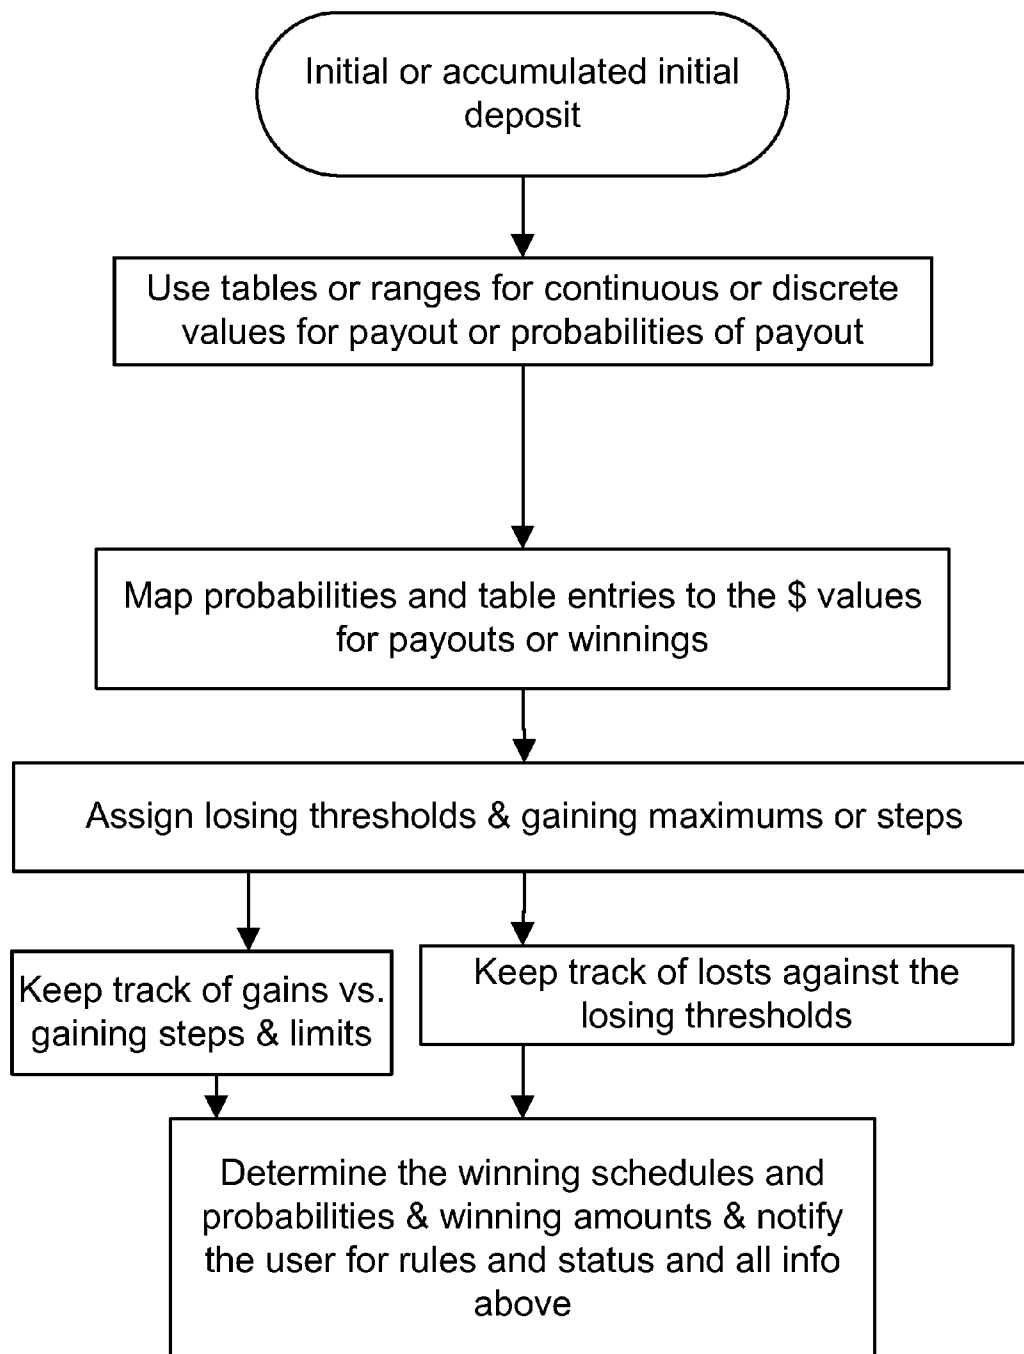 Initial or accumulated initial
deposit
Use tables or ranges for continuous or discrete
values for payout or probabilities of payout
Map probabilities and table entries to the $ values
for payouts or winnings
Assign losing thresholds & gaining maximums or steps
Keep track of gains vs.
gaining steps & limits
Keep track of losts against the
losing thresholds
Determine the winning schedules and
probabilities & winning amounts & notify
the user for rules and status and all info
above